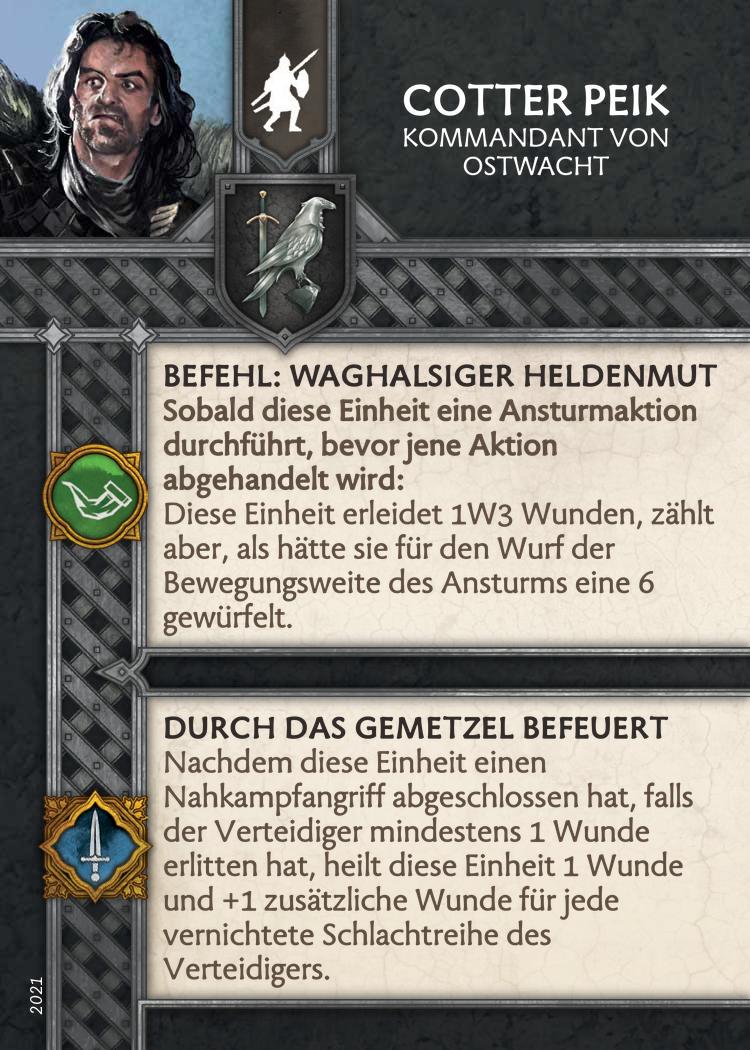 COTTER PEIK
KOMMANDANT VON
OSTWACHT
BEFEHL: WAGHALSIGER HELDENMUT
Sobald diese Einheit eine Ansturmaktion
durchführt, bevor jene Aktion
abgehandelt wird:
Diese Einheit erleidet 1W3 Wunden, zählt
aber, als hätte sie für den Wurf der
Bewegungsweite des Ansturms eine 6
gewürfelt.
DURCH DAS GEMETZEL BEFEUERT
Nachdem diese Einheit einen
Nahkampfangriff abgeschlossen hat, falls
der Verteidiger mindestens 1 Wunde
erlitten hat, heilt diese Einheit 1 Wunde
und +1 zusätzliche Wunde für jede
vernichtete Schlachtreihe des
Verteidigers.
2021